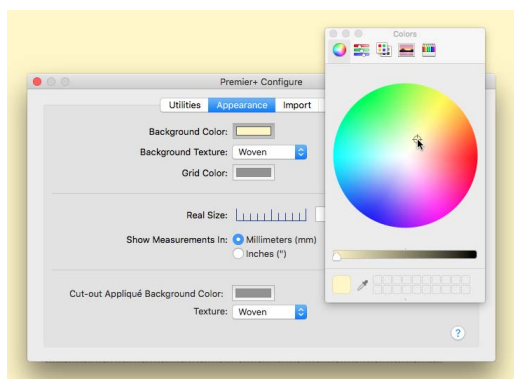 Colors
Premier+ Configure
Utilities Appearance Import
Background Color:
Background Texture: Woven
Grid Color:
Real Size:
Show Measurements In: Millimeters (mm)
Inches (")
Cut-out Appliqué Background Color:
Texture: Woven
?